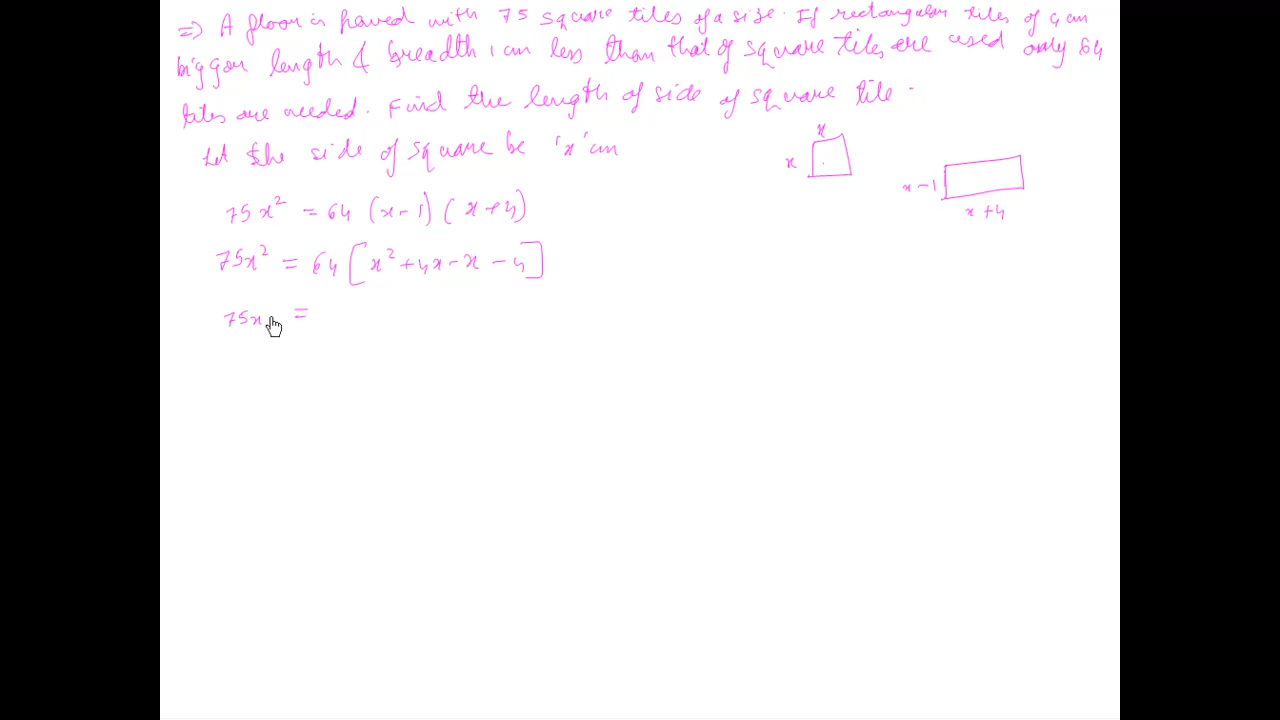 => A floor is paved with 75 square tiles of a size. If rectangular tiles of 4 cm
bigger length & breadth 1 cm less than that of square tiles are used only 64
tiles are needed. Find the length of side of square tile.
Let the side of square be 'x' cm
x
x
x-1
x+4
75x² = 64 (x-1) (x+4)
75x² = 64 [x²+4x-x-4]
75x =